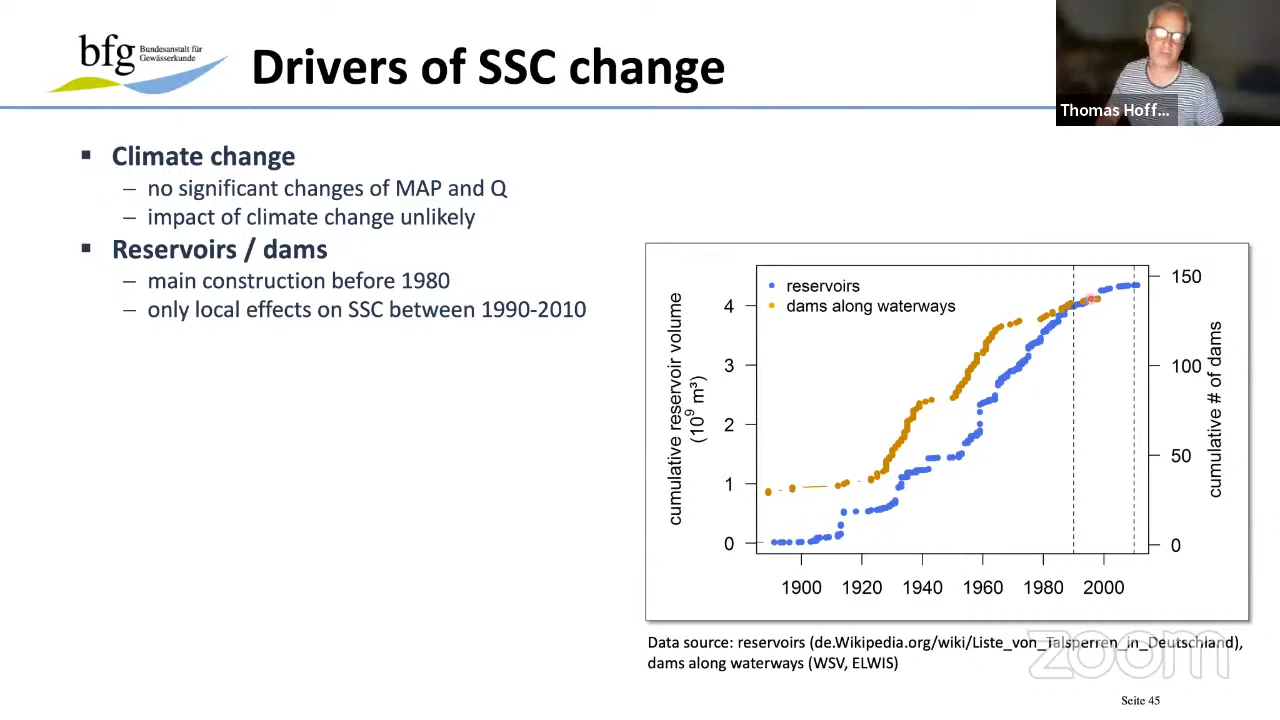 bfg Bundesanstalt für
Gewässerkunde
Drivers of SSC change
Thomas Hoff...
▪ Climate change
– no significant changes of MAP and Q
– impact of climate change unlikely
▪ Reservoirs / dams
– main construction before 1980
– only local effects on SSC between 1990-2010
reservoirs
dams along waterways
cumulative reservoir volume
(10⁹ m³)
4
3
2
1
0
150
100
50
0
cumulative # of dams
1900 1920 1940 1960 1980 2000
Data source: reservoirs (de.Wikipedia.org/wiki/Liste_von_Talsperren_in_Deutschland),
dams along waterways (WSV, ELWIS)
zoom
Seite 45